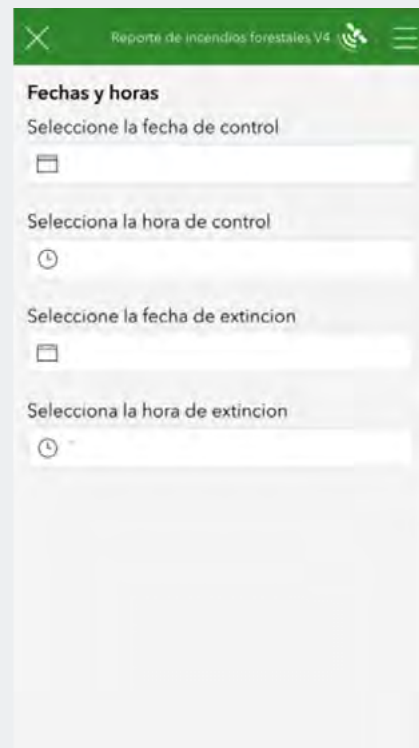 Reporte de incendios forestales V4
Fechas y horas
Seleccione la fecha de control
Selecciona la hora de control
Seleccione la fecha de extincion
Selecciona la hora de extincion